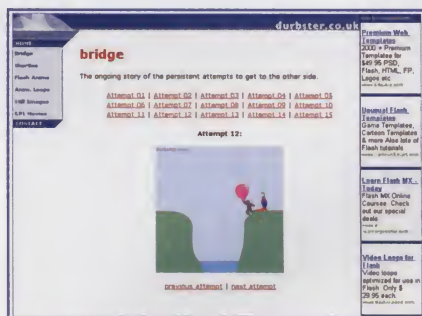 durbster.co.uk
HOME
Bridge
Shorties
Flash Anims
Anim. Loops
Still Images
CONTACT
bridge
The ongoing story of the persistent attempts to get to the other side.
Attempt 01 | Attempt 02 | Attempt 03 | Attempt 04 | Attempt 05
Attempt 06 | Attempt 07 | Attempt 08 | Attempt 09 | Attempt 10
Attempt 11 | Attempt 12 | Attempt 13 | Attempt 14 | Attempt 15
Attempt 12:
previous attempt | next attempt
Premium Web
Templates
2000 + Premium
Templates for
$49.95 PSD,
Flash, HTML, FP,
Logos etc
Unusual Flash
Templates
Game Templates,
Cartoon Templates
& more Also lots of
Flash tutorials
Learn Flash MX -
Today
Flash MX Online
Courses Check
out our special
deals
Video Loops for
Flash
Video loops
optimized for use in
Flash Only $
29.95 each.